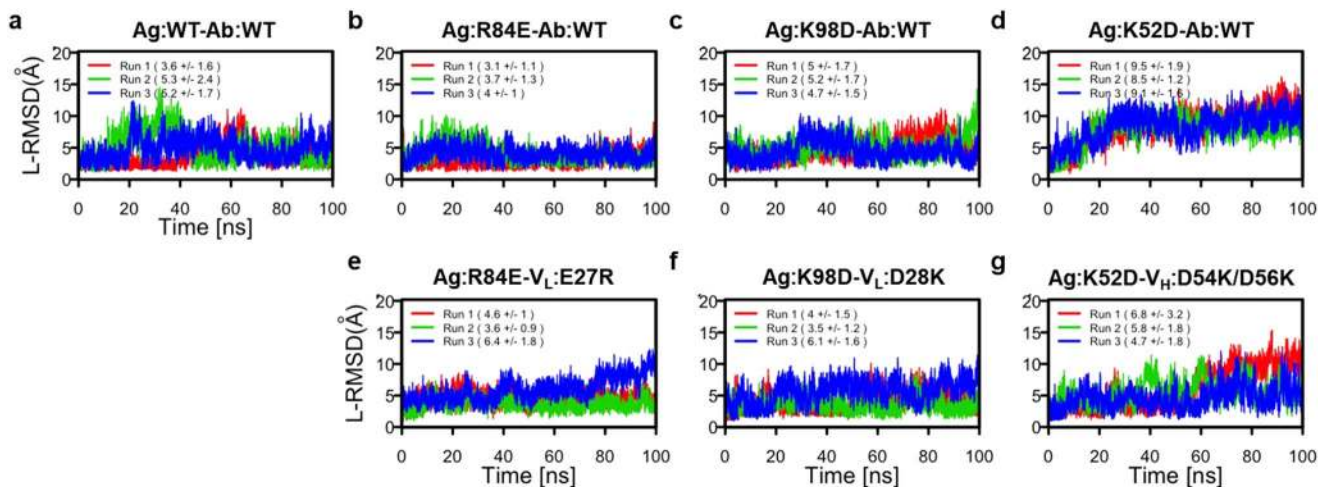 a
Ag:WT-Ab:WT
L-RMSD(Å)
20
15
10
5
0
Run 1 ( 3.6 +/- 1.6 )
Run 2 ( 5.3 +/- 2.4 )
Run 3 ( 5.2 +/- 1.7 )
0 20 40 60 80 100
Time [ns]
b
Ag:R84E-Ab:WT
20
15
10
5
0
Run 1 ( 3.1 +/- 1.1 )
Run 2 ( 3.7 +/- 1.3 )
Run 3 ( 4 +/- 1 )
0 20 40 60 80 100
c
Ag:K98D-Ab:WT
20
15
10
5
0
Run 1 ( 5 +/- 1.7 )
Run 2 ( 5.2 +/- 1.7 )
Run 3 ( 4.7 +/- 1.5 )
0 20 40 60 80 100
d
Ag:K52D-Ab:WT
20
15
10
5
0
Run 1 ( 9.5 +/- 1.9 )
Run 2 ( 8.5 +/- 1.2 )
Run 3 ( 9.1 +/- 1.6 )
0 20 40 60 80 100
e
Ag:R84E-VL:E27R
L-RMSD(Å)
20
15
10
5
0
Run 1 ( 4.6 +/- 1 )
Run 2 ( 3.6 +/- 0.9 )
Run 3 ( 6.4 +/- 1.8 )
0 20 40 60 80 100
Time [ns]
f
Ag:K98D-VL:D28K
20
15
10
5
0
Run 1 ( 4 +/- 1.5 )
Run 2 ( 3.5 +/- 1.2 )
Run 3 ( 6.1 +/- 1.6 )
0 20 40 60 80 100
Time [ns]
g
Ag:K52D-VH:D54K/D56K
20
15
10
5
0
Run 1 ( 6.8 +/- 3.2 )
Run 2 ( 5.8 +/- 1.8 )
Run 3 ( 4.7 +/- 1.8 )
0 20 40 60 80 100
Time [ns]